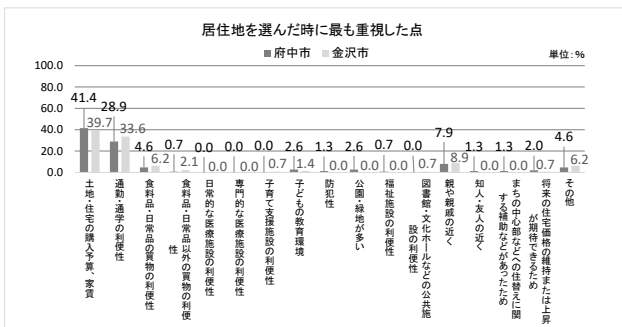 居住地を選んだ時に最も重視した点
■府中市 ■金沢市
単位：％
100.0
80.0
60.0
40.0
20.0
0.0
41.4 28.9 4.6 0.7 0.0 0.0 0.0 2.6 1.3 2.6 0.7 0.0 7.9 1.3 1.3 2.0 4.6
39.7 33.6 6.2 2.1 0.0 0.0 0.7 1.4 0.0 0.0 0.0 0.7 8.9 0.0 0.0 0.7 6.2
土地・住宅の購入予算、家賃
通勤・通学の利便性
食料品・日常品の買物の利便性
食料品・日常品以外の買物の利便
性
日常的な医療施設の利便性
専門的な医療施設の利便性
子育て支援施設の利便性
子どもの教育環境
防犯性
公園・緑地が多い
福祉施設の利便性
図書館・文化ホールなどの公共施
設の利便性
親や親戚の近く
知人・友人の近く
まちの中心部などへの住替えに関
する補助などがあったため
将来の住宅価格の維持または上昇
が期待できるため
その他